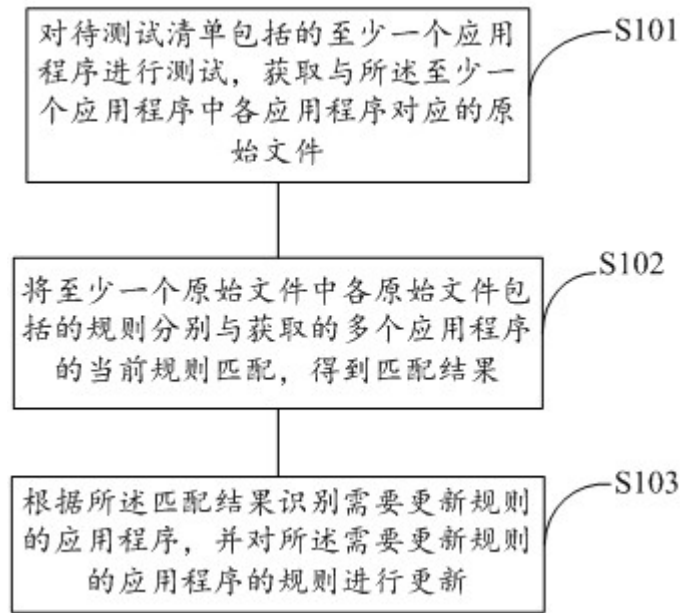 对待测试清单包括的至少一个应用
程序进行测试，获取与所述至少一
个应用程序中各应用程序对应的原
始文件
S101
将至少一个原始文件中各原始文件包
括的规则分别与获取的多个应用程序
的当前规则匹配，得到匹配结果
S102
根据所述匹配结果识别需要更新规则
的应用程序，并对所述需要更新规则
的应用程序的规则进行更新
S103